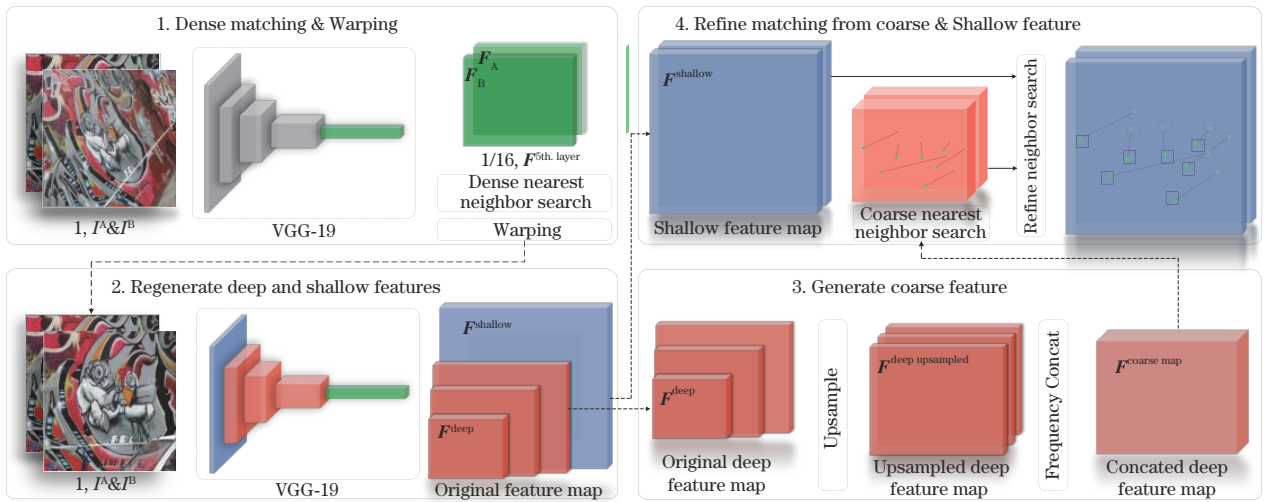 1. Dense matching & Warping
F_A
F_B
1/16, F^5th. layer
Dense nearest
neighbor search
Warping
1, I^A&I^B
VGG-19
2. Regenerate deep and shallow features
F^shallow
F^deep
1, I^A&I^B
VGG-19
Original feature map
4. Refine matching from coarse & Shallow feature
F^shallow
Shallow feature map
Coarse nearest
neighbor search
Refine neighbor search
3. Generate coarse feature
F^deep
Original deep
feature map
Upsample
F^deep upsampled
Upsampled deep
feature map
Frequency Concat
F^coarse map
Concated deep
feature map